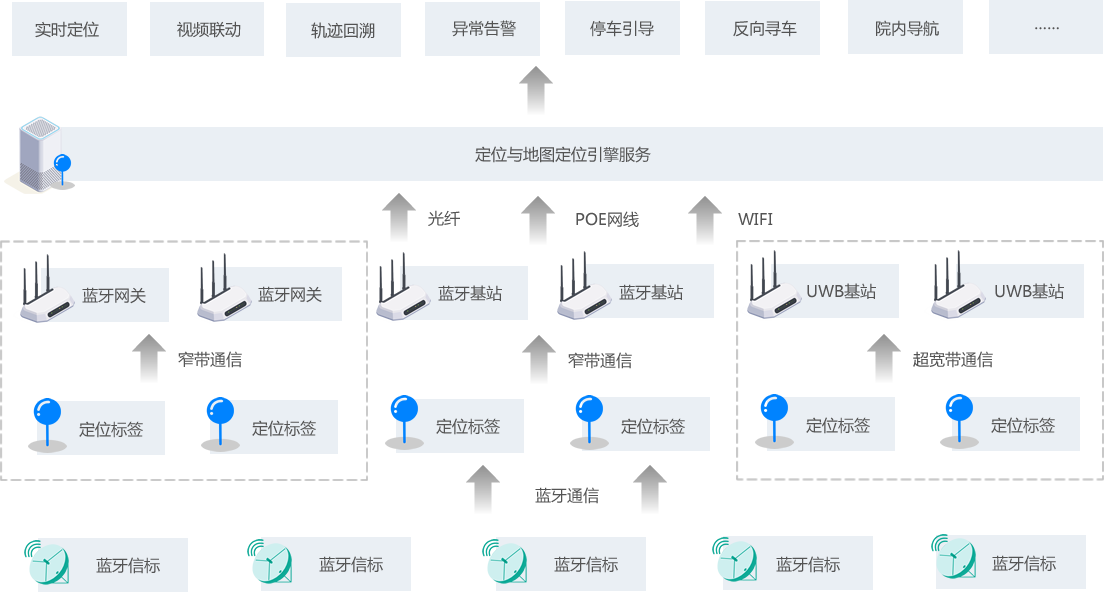 实时定位
视频联动
轨迹回溯
异常告警
停车引导
反向寻车
院内导航
······
定位与地图定位引擎服务
光纤
POE网线
WIFI
蓝牙网关
蓝牙网关
蓝牙基站
蓝牙基站
UWB基站
UWB基站
窄带通信
窄带通信
超宽带通信
定位标签
定位标签
定位标签
定位标签
定位标签
定位标签
蓝牙通信
蓝牙信标
蓝牙信标
蓝牙信标
蓝牙信标
蓝牙信标